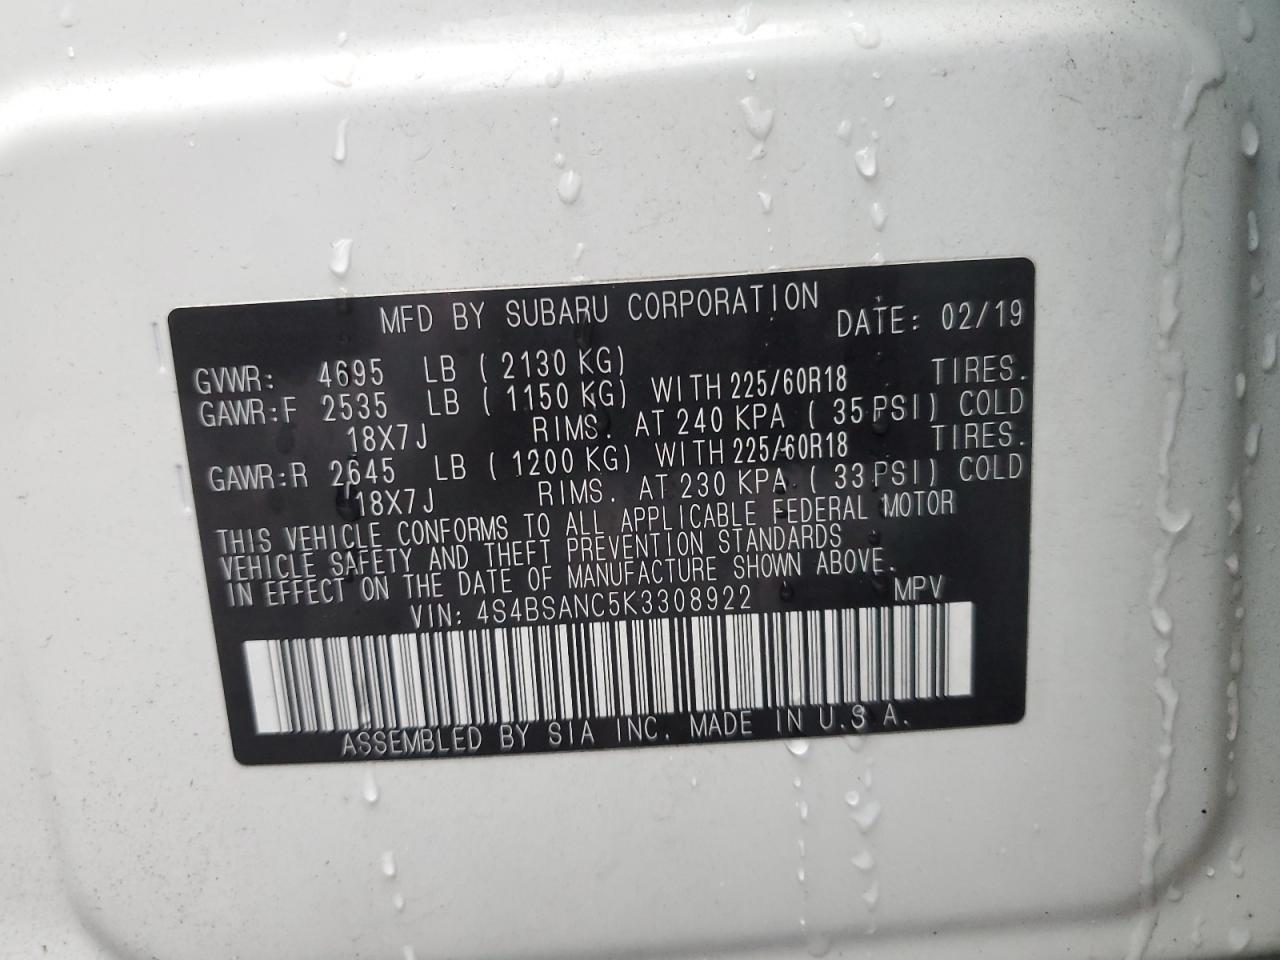 MFD BY SUBARU CORPORATION DATE: 02/19
GVWR: 4695 LB ( 2130 KG)
GAWR:F 2535 LB ( 1150 KG) WITH 225/60R18 TIRES.
18X7J RIMS. AT 240 KPA ( 35 PSI) COLD
GAWR:R 2645 LB ( 1200 KG) WITH 225/60R18 TIRES.
18X7J RIMS. AT 230 KPA ( 33 PSI) COLD
THIS VEHICLE CONFORMS TO ALL APPLICABLE FEDERAL MOTOR
VEHICLE SAFETY AND THEFT PREVENTION STANDARDS
IN EFFECT ON THE DATE OF MANUFACTURE SHOWN ABOVE.
VIN: 4S4BSANC5K3308922 MPV
ASSEMBLED BY SIA INC. MADE IN U.S.A.